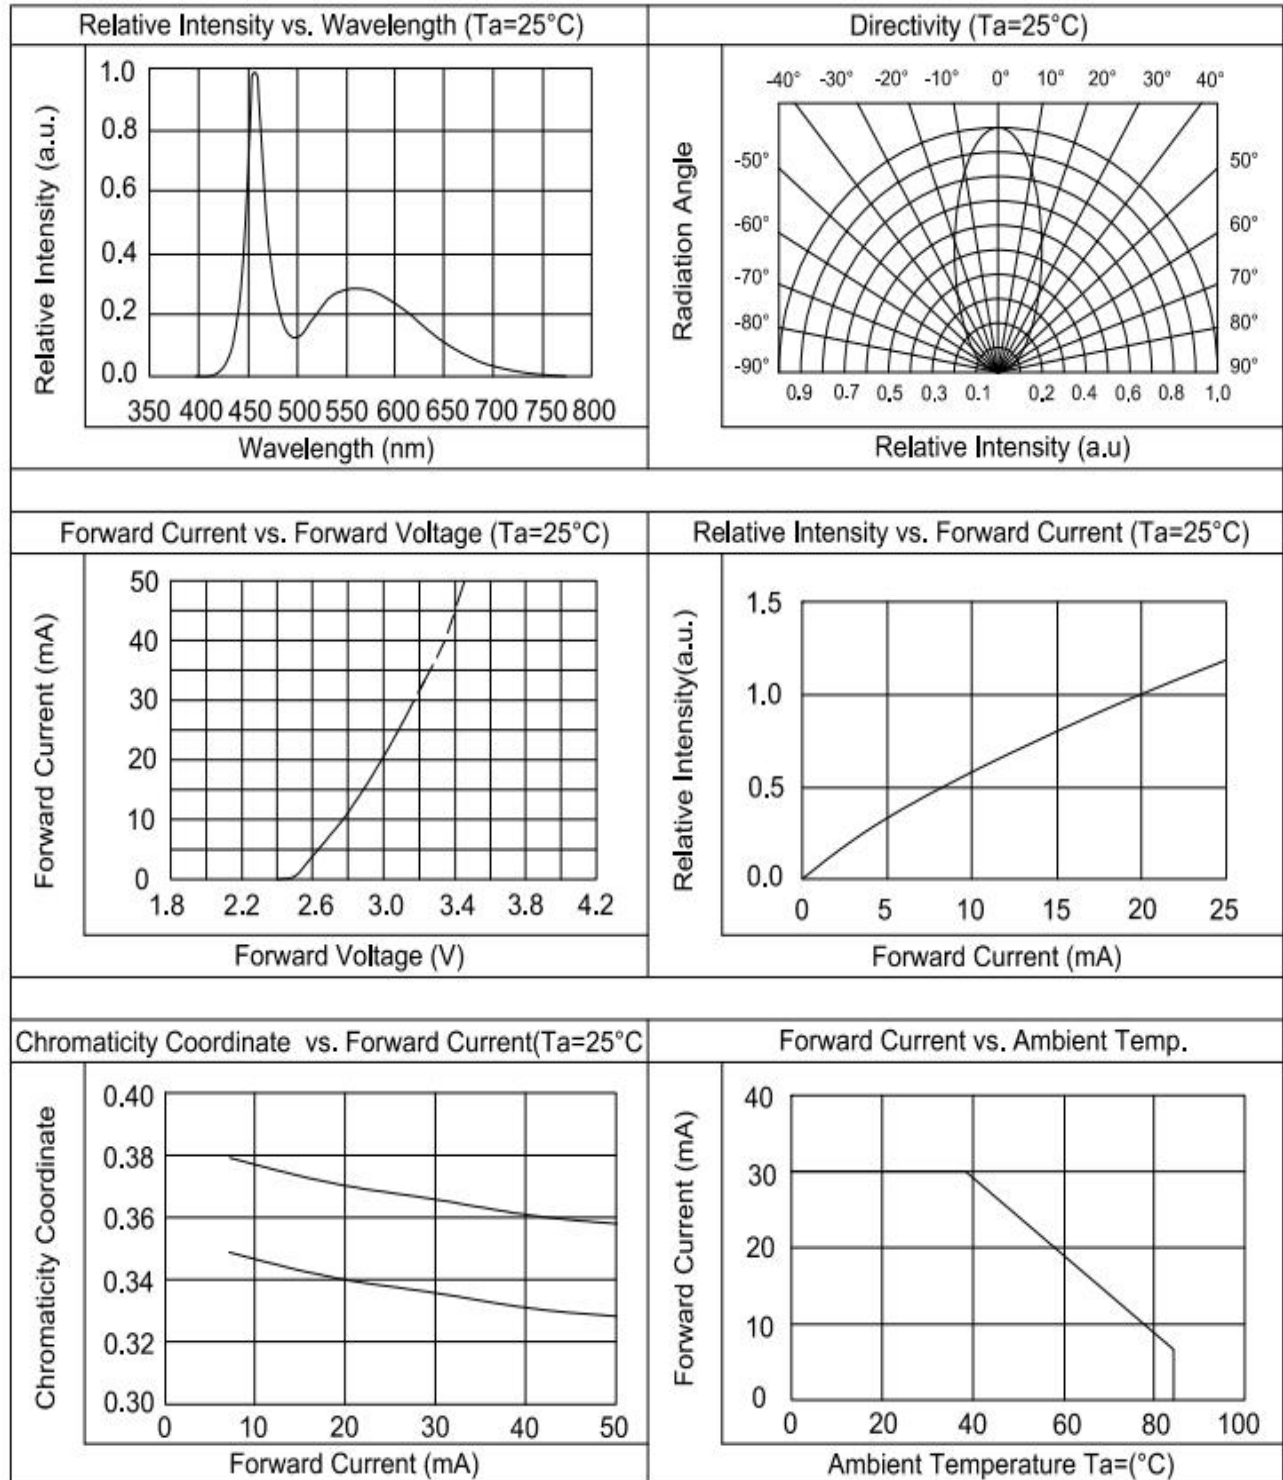 Relative Intensity vs. Wavelength (Ta=25°C)
Relative Intensity (a.u.)
1.0
0.8
0.6
0.4
0.2
0.0
350 400 450 500 550 600 650 700 750 800
Wavelength (nm)
Directivity (Ta=25°C)
Radiation Angle
-40° -30° -20° -10° 0° 10° 20° 30° 40°
-50° 50°
-60° 60°
-70° 70°
-80° 80°
-90° 90°
0.9 0.7 0.5 0.3 0.1 0.2 0.4 0.6 0.8 1.0
Relative Intensity (a.u)
Forward Current vs. Forward Voltage (Ta=25°C)
Forward Current (mA)
50
40
30
20
10
0
1.8 2.2 2.6 3.0 3.4 3.8 4.2
Forward Voltage (V)
Relative Intensity vs. Forward Current (Ta=25°C)
Relative Intensity(a.u.)
1.5
1.0
0.5
0.0
0 5 10 15 20 25
Forward Current (mA)
Chromaticity Coordinate vs. Forward Current(Ta=25°C
Chromaticity Coordinate
0.40
0.38
0.36
0.34
0.32
0.30
0 10 20 30 40 50
Forward Current (mA)
Forward Current vs. Ambient Temp.
Forward Current (mA)
40
30
20
10
0
0 20 40 60 80 100
Ambient Temperature Ta=(°C)